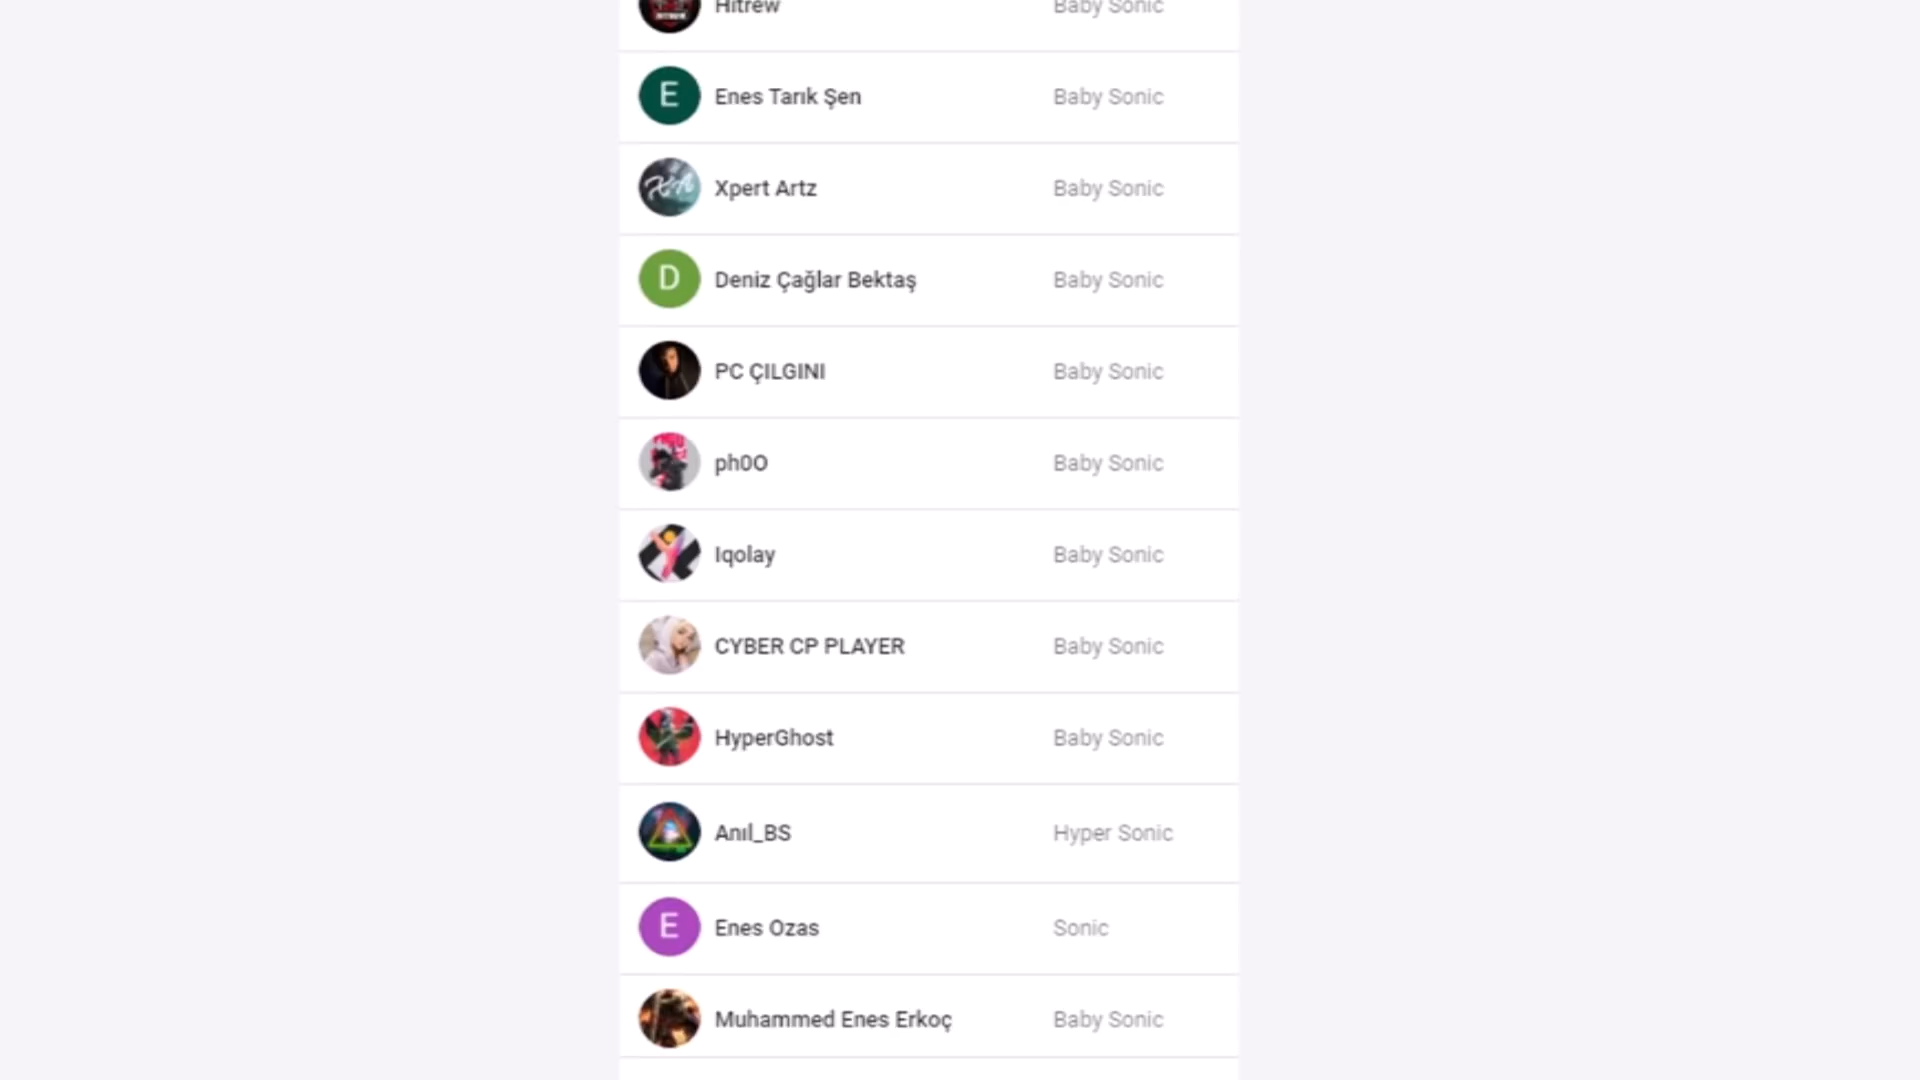 Hitrew Baby Sonic
E Enes Tarık Şen Baby Sonic
XA Xpert Artz Baby Sonic
D Deniz Çağlar Bektaş Baby Sonic
PC ÇILGINI Baby Sonic
ph0O Baby Sonic
Iqolay Baby Sonic
CYBER CP PLAYER Baby Sonic
HyperGhost Baby Sonic
Anıl_BS Hyper Sonic
E Enes Ozas Sonic
Muhammed Enes Erkoç Baby Sonic